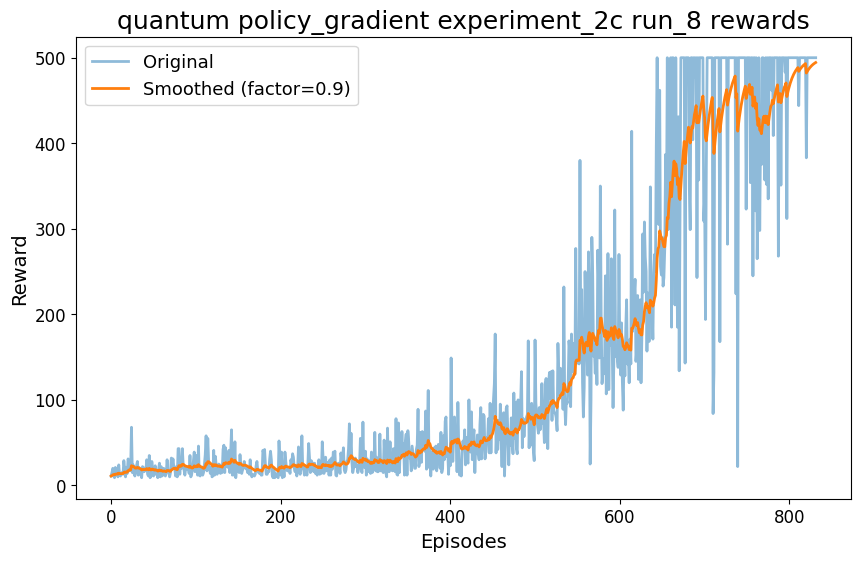 quantum policy_gradient experiment_2c run_8 rewards
Original
Smoothed (factor=0.9)
500
400
300
200
100
0
Reward
0 200 400 600 800
Episodes